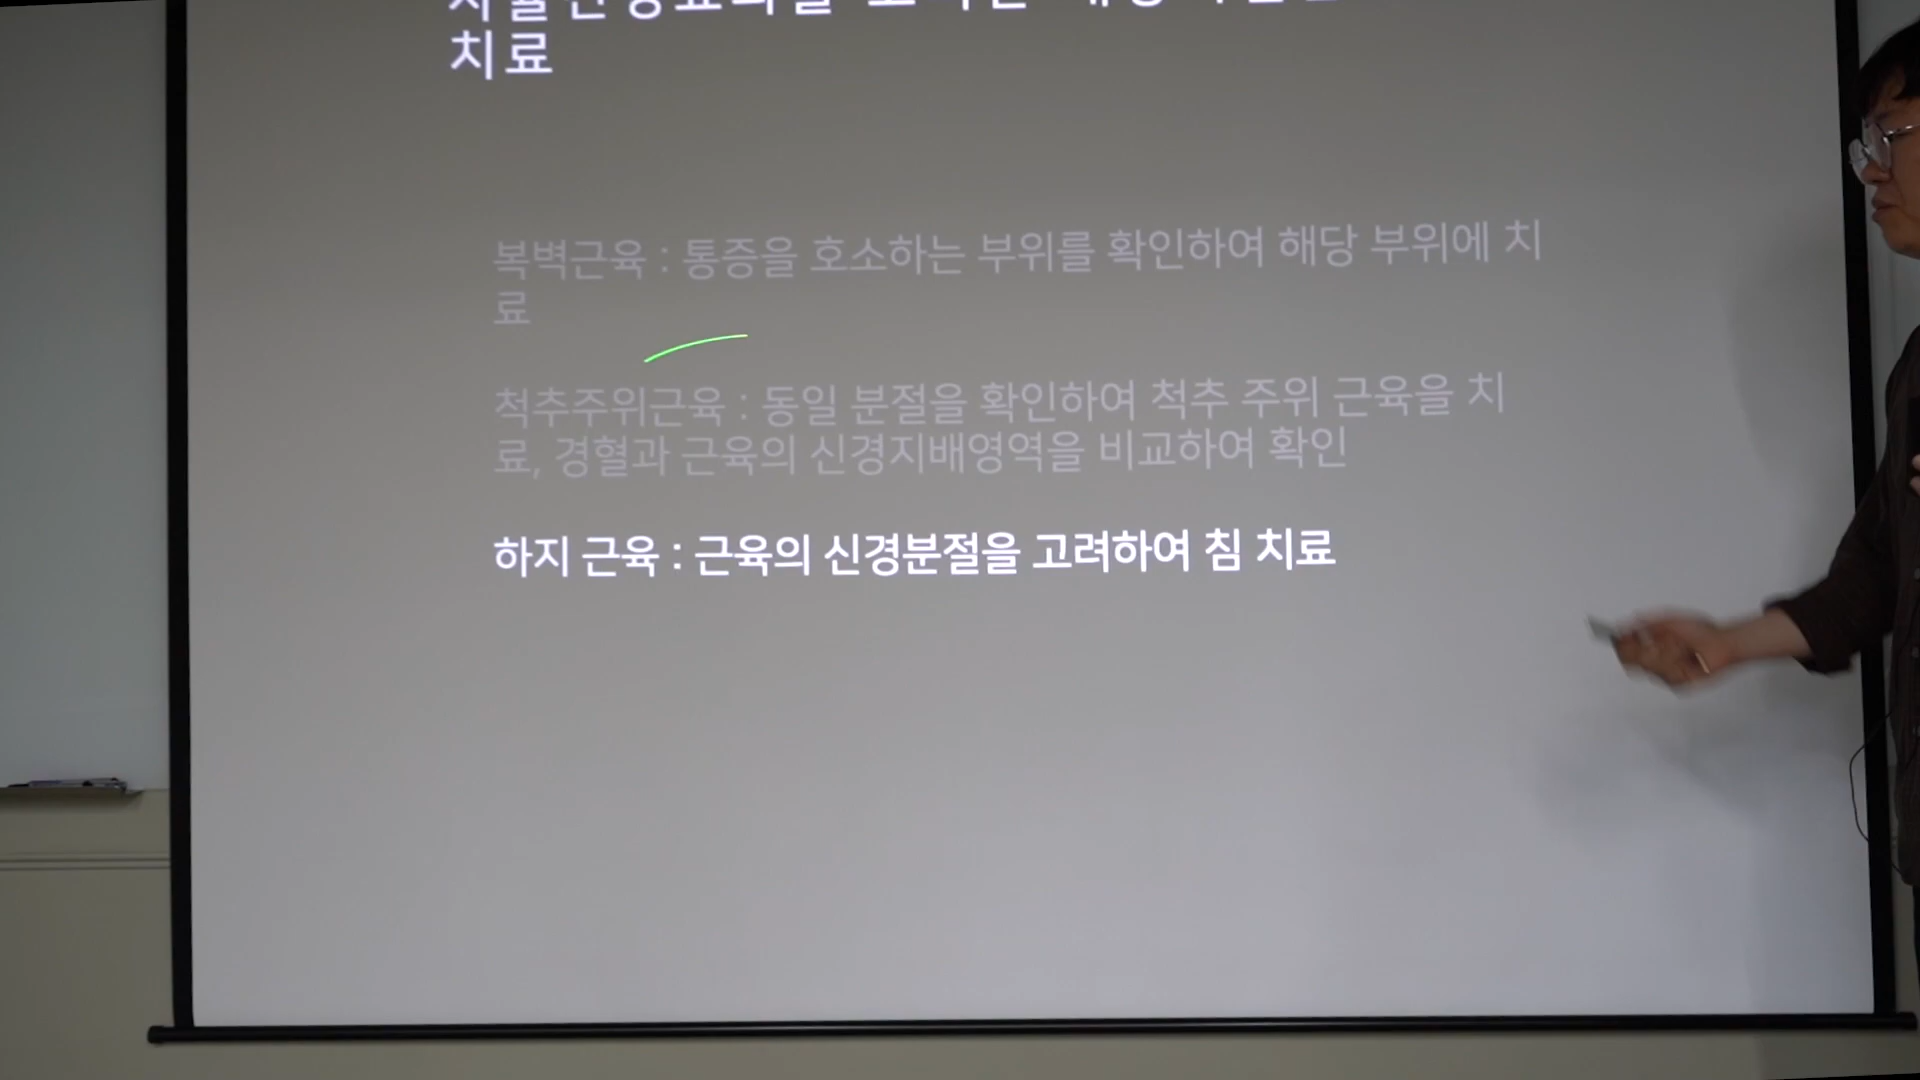 치료
복벽근육 : 통증을 호소하는 부위를 확인하여 해당 부위에 치
료
척추주위근육 : 동일 분절을 확인하여 척추 주위 근육을 치
료, 경혈과 근육의 신경지배영역을 비교하여 확인
하지 근육 : 근육의 신경분절을 고려하여 침 치료